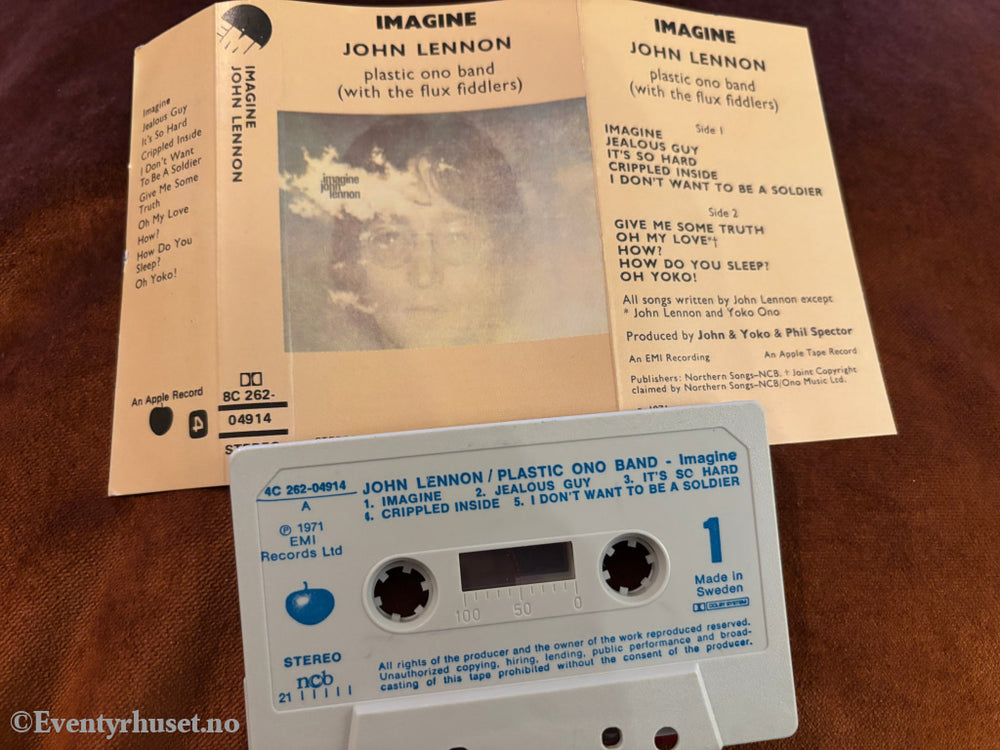 Imagine
Jealous Guy
It's So Hard
Crippled Inside
I Don't Want
To Be A Soldier
Give Me Some
Truth
Oh My Love
How?
How Do You
Sleep?
Oh Yoko!
An Apple Record
4
IMAGINE
JOHN LENNON
8C 262-
04914
STEREO
IMAGINE
JOHN LENNON
plastic ono band
(with the flux fiddlers)
imagine
john
lennon
IMAGINE
JOHN LENNON
plastic ono band
(with the flux fiddlers)
Side 1
IMAGINE
JEALOUS GUY
IT'S SO HARD
CRIPPLED INSIDE
I DON'T WANT TO BE A SOLDIER
Side 2
GIVE ME SOME TRUTH
OH MY LOVE*†
HOW?
HOW DO YOU SLEEP?
OH YOKO!
All songs written by John Lennon except
* John Lennon and Yoko Ono
Produced by John & Yoko & Phil Spector
An EMI Recording An Apple Tape Record
Publishers: Northern Songs–NCB. † Joint Copyright
claimed by Northern Songs–NCB/Ono Music Ltd.
4C 262-04914
A
℗ 1971
EMI
Records Ltd
JOHN LENNON / PLASTIC ONO BAND - Imagine
1. IMAGINE 2. JEALOUS GUY 3. IT'S SO HARD
4. CRIPPLED INSIDE 5. I DON'T WANT TO BE A SOLDIER
1
Made in
Sweden
DOLBY SYSTEM
100 50 0
STEREO
ncb
21
All rights of the producer and the owner of the work reproduced reserved.
Unauthorized copying, hiring, lending, public performance and broad-
casting of this tape prohibited without the consent of the producer.
©Eventyrhuset.no